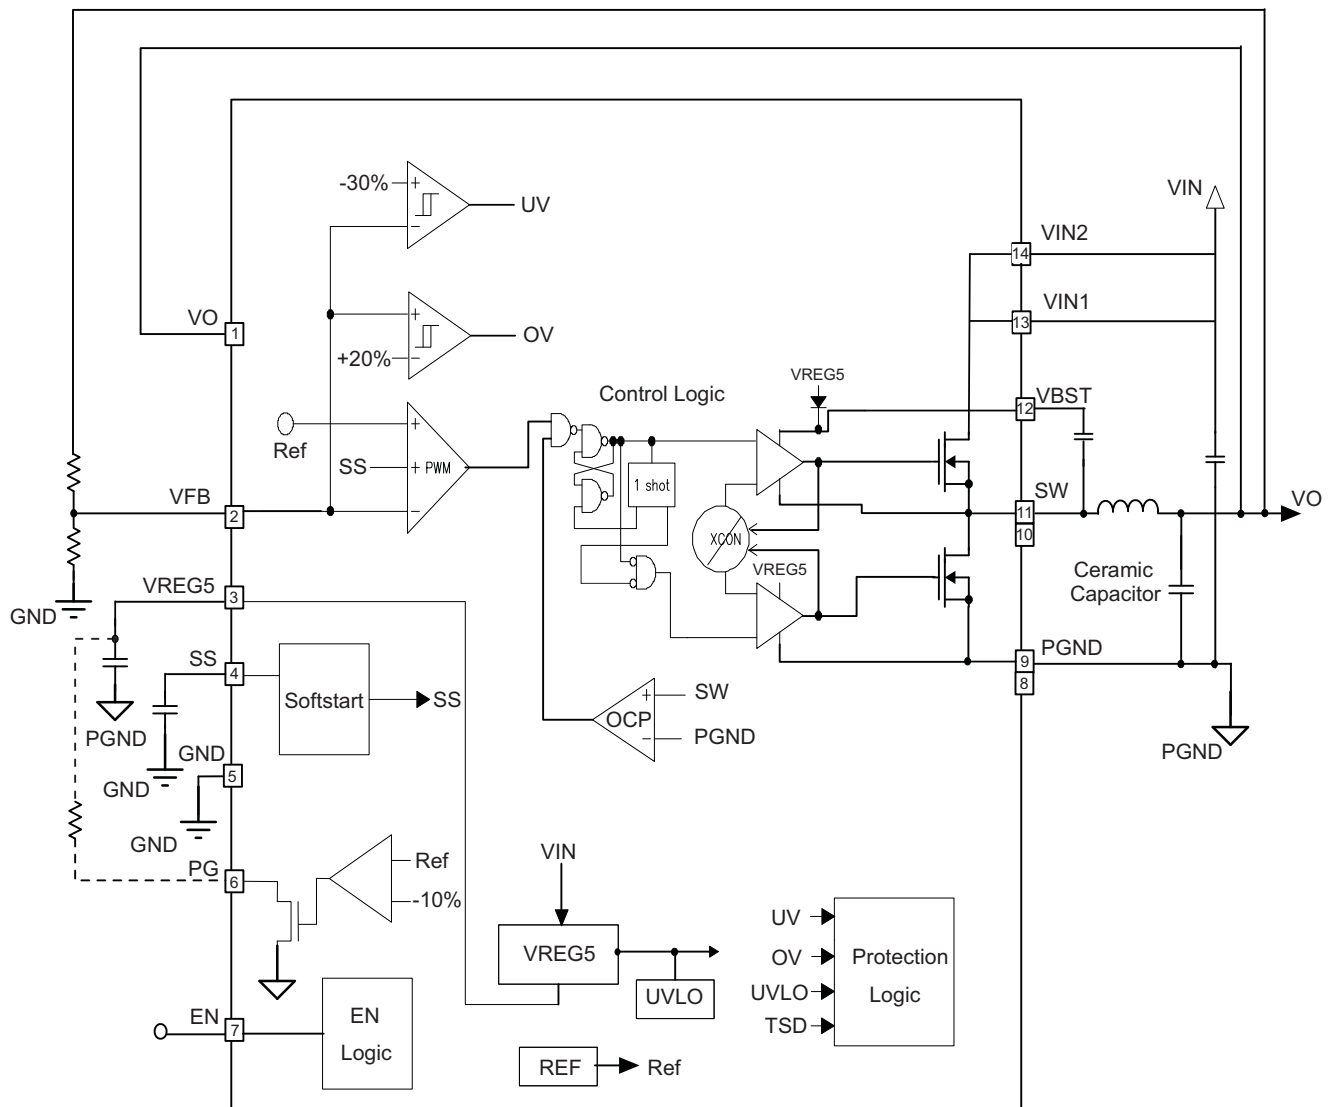 -30%
+
−
UV
VIN
VIN2
14
VIN1
13
VO
1
+
−
+20%
OV
Control Logic
VREG5
VBST
12
Ref
SS
+
+
−
PWM
1 shot
XCON
VREG5
VFB
2
SW
11
10
VO
Ceramic
Capacitor
GND
VREG5
3
PGND
9
8
SS
4
Softstart
SS
PGND
GND
GND
5
GND
OCP
+
−
SW
PGND
PGND
PG
6
Ref
-10%
VIN
VREG5
UVLO
UV
OV
UVLO
TSD
Protection
Logic
EN
7
EN
Logic
REF
Ref